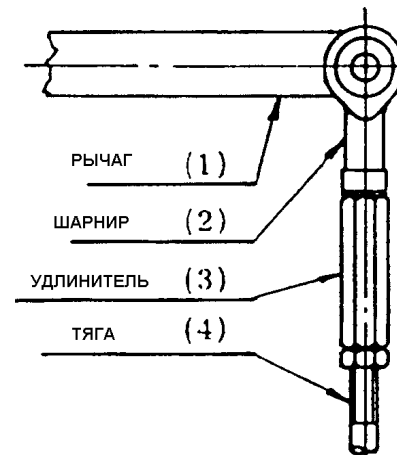 РЫЧАГ (1)
ШАРНИР (2)
УДЛИНИТЕЛЬ (3)
ТЯГА (4)